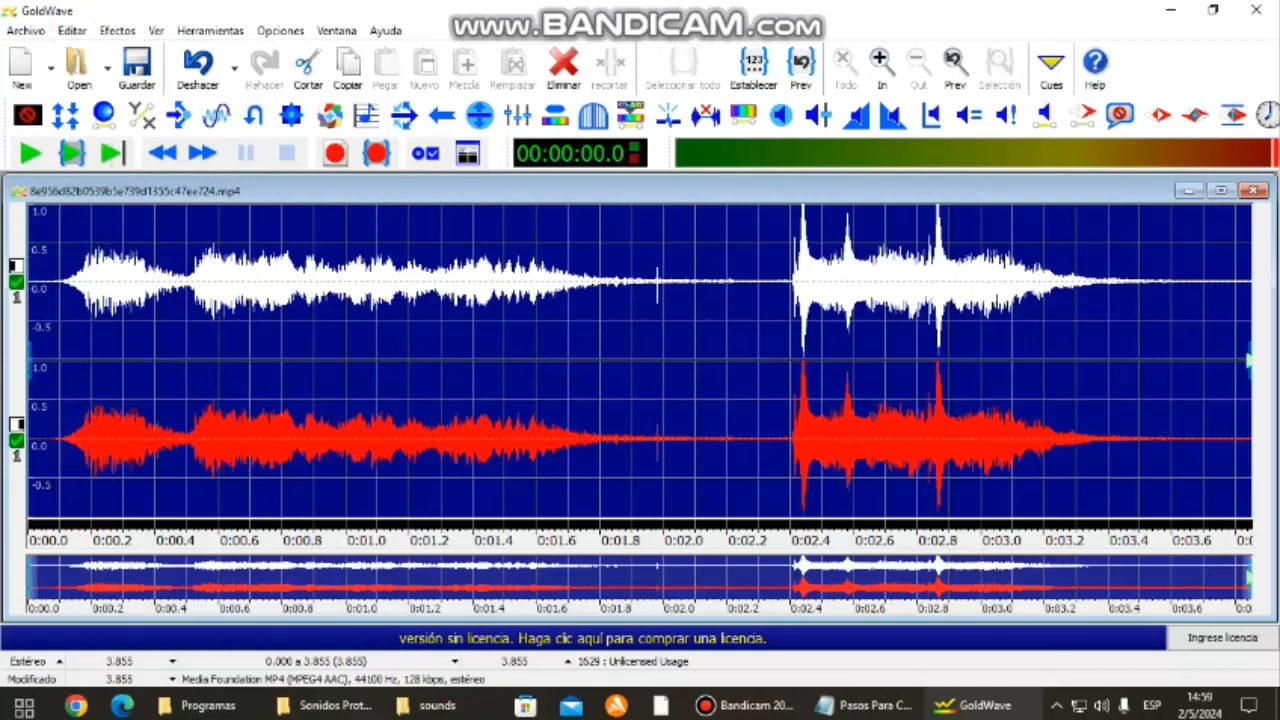 GoldWave
www.BANDICAM.com
Archivo Editar Efectos Ver Herramientas Opciones Ventana Ayuda
New Open Guardar Deshacer Rehacer Cortar Copiar Pegar Nuevo Mezcla Remplazar Eliminar recortar Seleccionar todo Establecer Prev Todo In Out Prev Selección Cues Help
00:00:00.0
8e956d82b0539b5e739d1355c47ee724.mp4
1.0
0.5
0.0
1
-0.5
1.0
0.5
0.0
1
-0.5
0:00.0 0:00.2 0:00.4 0:00.6 0:00.8 0:01.0 0:01.2 0:01.4 0:01.6 0:01.8 0:02.0 0:02.2 0:02.4 0:02.6 0:02.8 0:03.0 0:03.2 0:03.4 0:03.6
0:00.0 0:00.2 0:00.4 0:00.6 0:00.8 0:01.0 0:01.2 0:01.4 0:01.6 0:01.8 0:02.0 0:02.2 0:02.4 0:02.6 0:02.8 0:03.0 0:03.2 0:03.4 0:03.6
versión sin licencia. Haga clic aquí para comprar una licencia. Ingrese licencia
Estéreo 3.855 0.000 a 3.855 (3.855) 3.855 1629 : Unlicensed Usage
Modificado 3.855 Media Foundation MP4 (MPEG4 AAC), 44100 Hz, 128 kbps, estéreo
Programas Sonidos Prot... sounds Bandicam 20... Pasos Para C... GoldWave ESP 14:59
2/5/2024